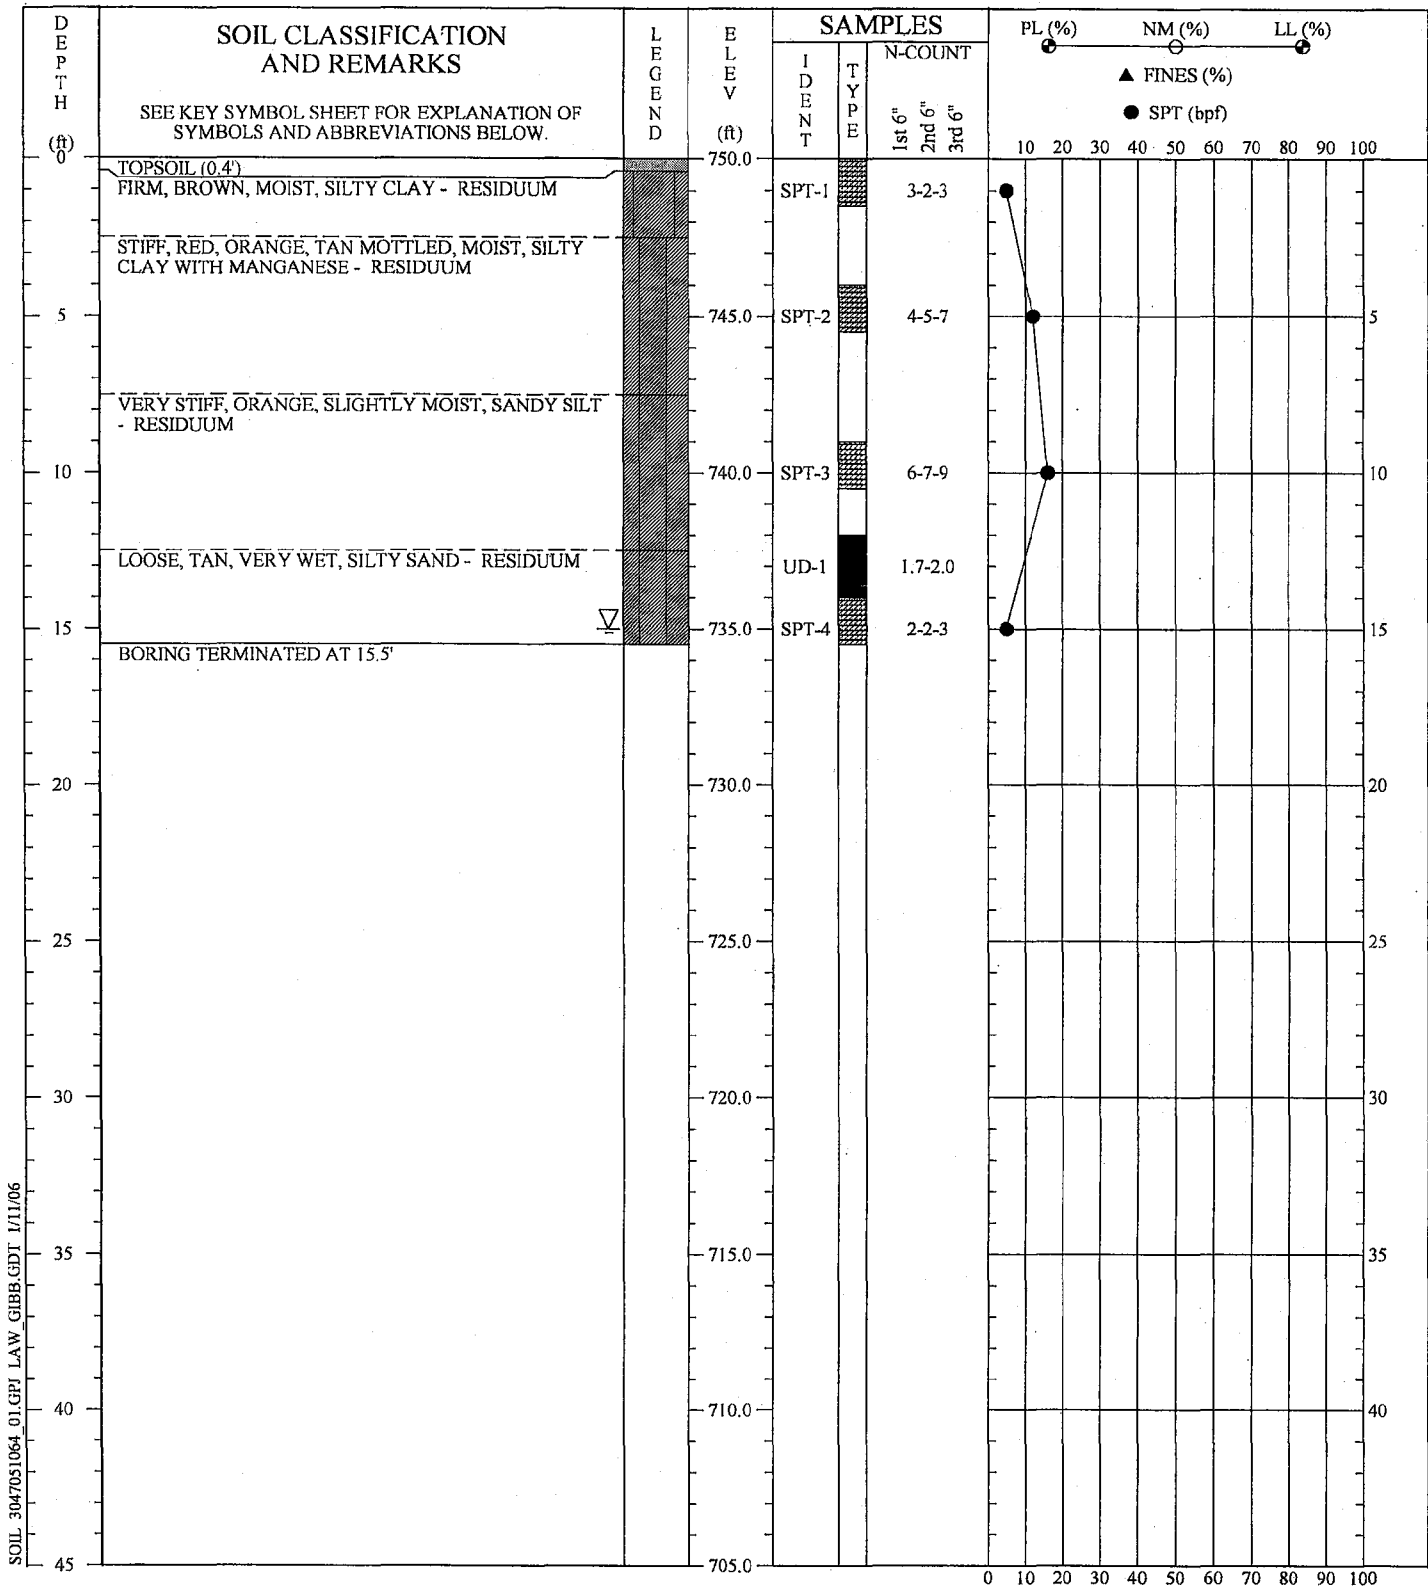 DEPTH (ft)
SOIL CLASSIFICATION
AND REMARKS
SEE KEY SYMBOL SHEET FOR EXPLANATION OF
SYMBOLS AND ABBREVIATIONS BELOW.
LEGEND
ELEV (ft)
SAMPLES
IDENT
TYPE
N-COUNT
1st 6"
2nd 6"
3rd 6"
PL (%) NM (%) LL (%)
▲ FINES (%)
● SPT (bpf)
10 20 30 40 50 60 70 80 90 100
0 750.0
TOPSOIL (0.4')
FIRM, BROWN, MOIST, SILTY CLAY - RESIDUUM
SPT-1 3-2-3
STIFF, RED, ORANGE, TAN MOTTLED, MOIST, SILTY
CLAY WITH MANGANESE - RESIDUUM
5 745.0 SPT-2 4-5-7 5
VERY STIFF, ORANGE, SLIGHTLY MOIST, SANDY SILT
- RESIDUUM
10 740.0 SPT-3 6-7-9 10
LOOSE, TAN, VERY WET, SILTY SAND - RESIDUUM
UD-1 1.7-2.0
15 735.0 SPT-4 2-2-3 15
BORING TERMINATED AT 15.5'
20 730.0 20
25 725.0 25
30 720.0 30
35 715.0 35
40 710.0 40
45 705.0
0 10 20 30 40 50 60 70 80 90 100
SOIL 3047051064_01.GPJ LAW_GIBB.GDT 1/11/06